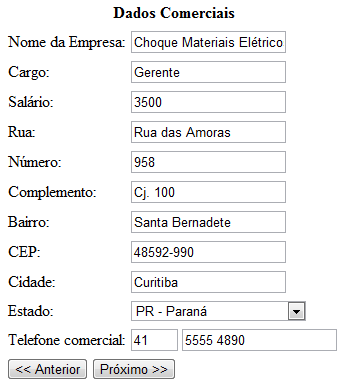 Dados Comerciais
Nome da Empresa: Choque Materiais Elétrico
Cargo: Gerente
Salário: 3500
Rua: Rua das Amoras
Número: 958
Complemento: Cj. 100
Bairro: Santa Bernadete
CEP: 48592-990
Cidade: Curitiba
Estado: PR - Paraná
Telefone comercial: 41 5555 4890
<< Anterior Próximo >>